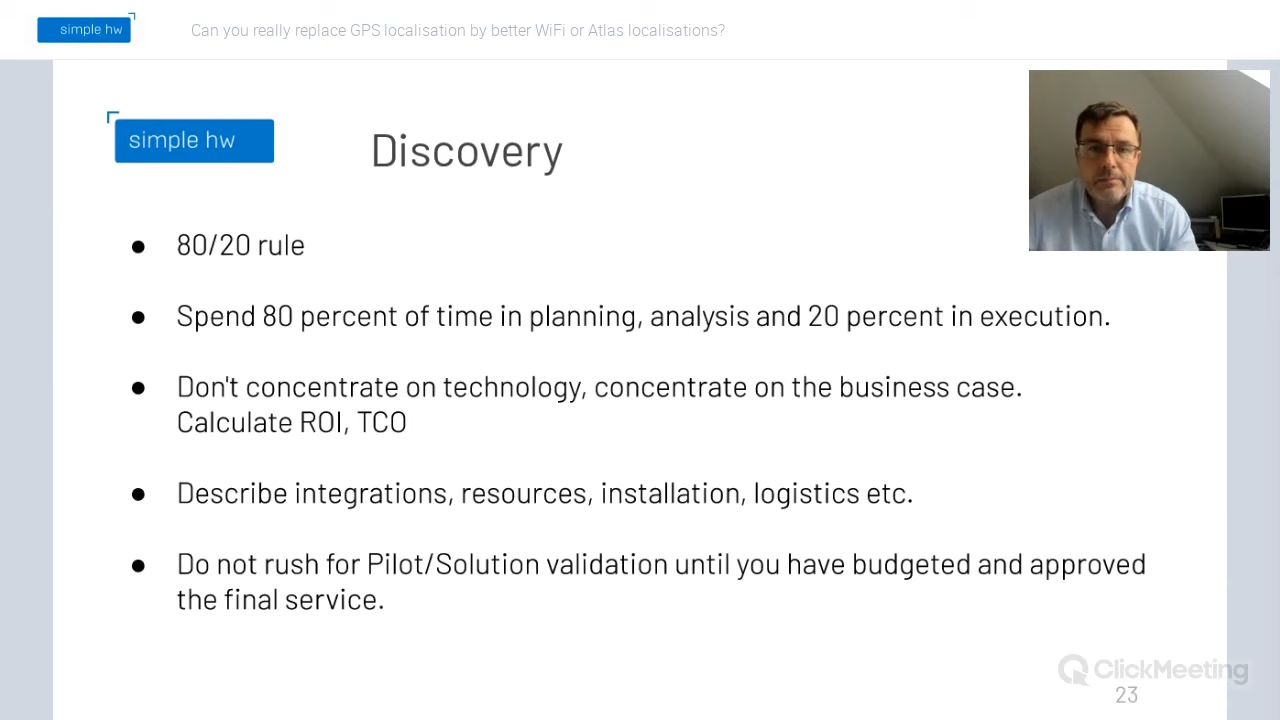 simple hw
Can you really replace GPS localisation by better WiFi or Atlas localisations?
simple hw
Discovery
● 80/20 rule
● Spend 80 percent of time in planning, analysis and 20 percent in execution.
● Don't concentrate on technology, concentrate on the business case.
Calculate ROI, TCO
● Describe integrations, resources, installation, logistics etc.
● Do not rush for Pilot/Solution validation until you have budgeted and approved
the final service.
ClickMeeting
23